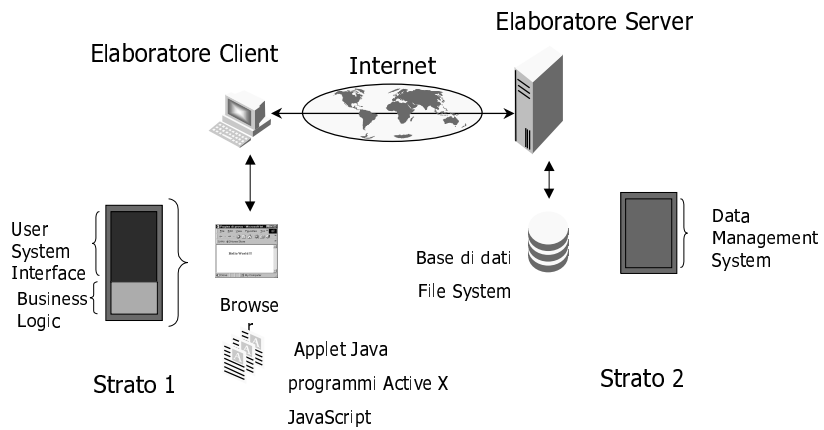 Elaboratore Server
Elaboratore Client
Internet
User
System
Interface
Business
Logic
Browse
r
Base di dati
File System
Data
Management
System
Applet Java
programmi Active X
JavaScript
Strato 1
Strato 2